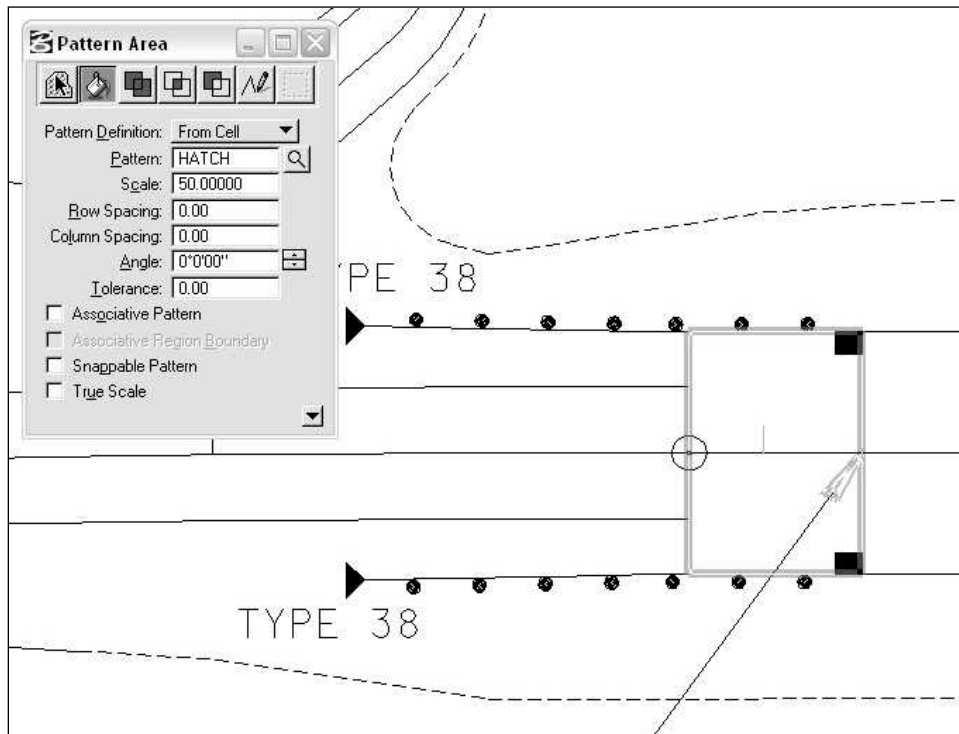 Pattern Area
Pattern Definition: From Cell
Pattern: HATCH
Scale: 50.00000
Row Spacing: 0.00
Column Spacing: 0.00
Angle: 0°0'00"
Tolerance: 0.00
Associative Pattern
Associative Region Boundary
Snappable Pattern
True Scale
YPE 38
TYPE 38